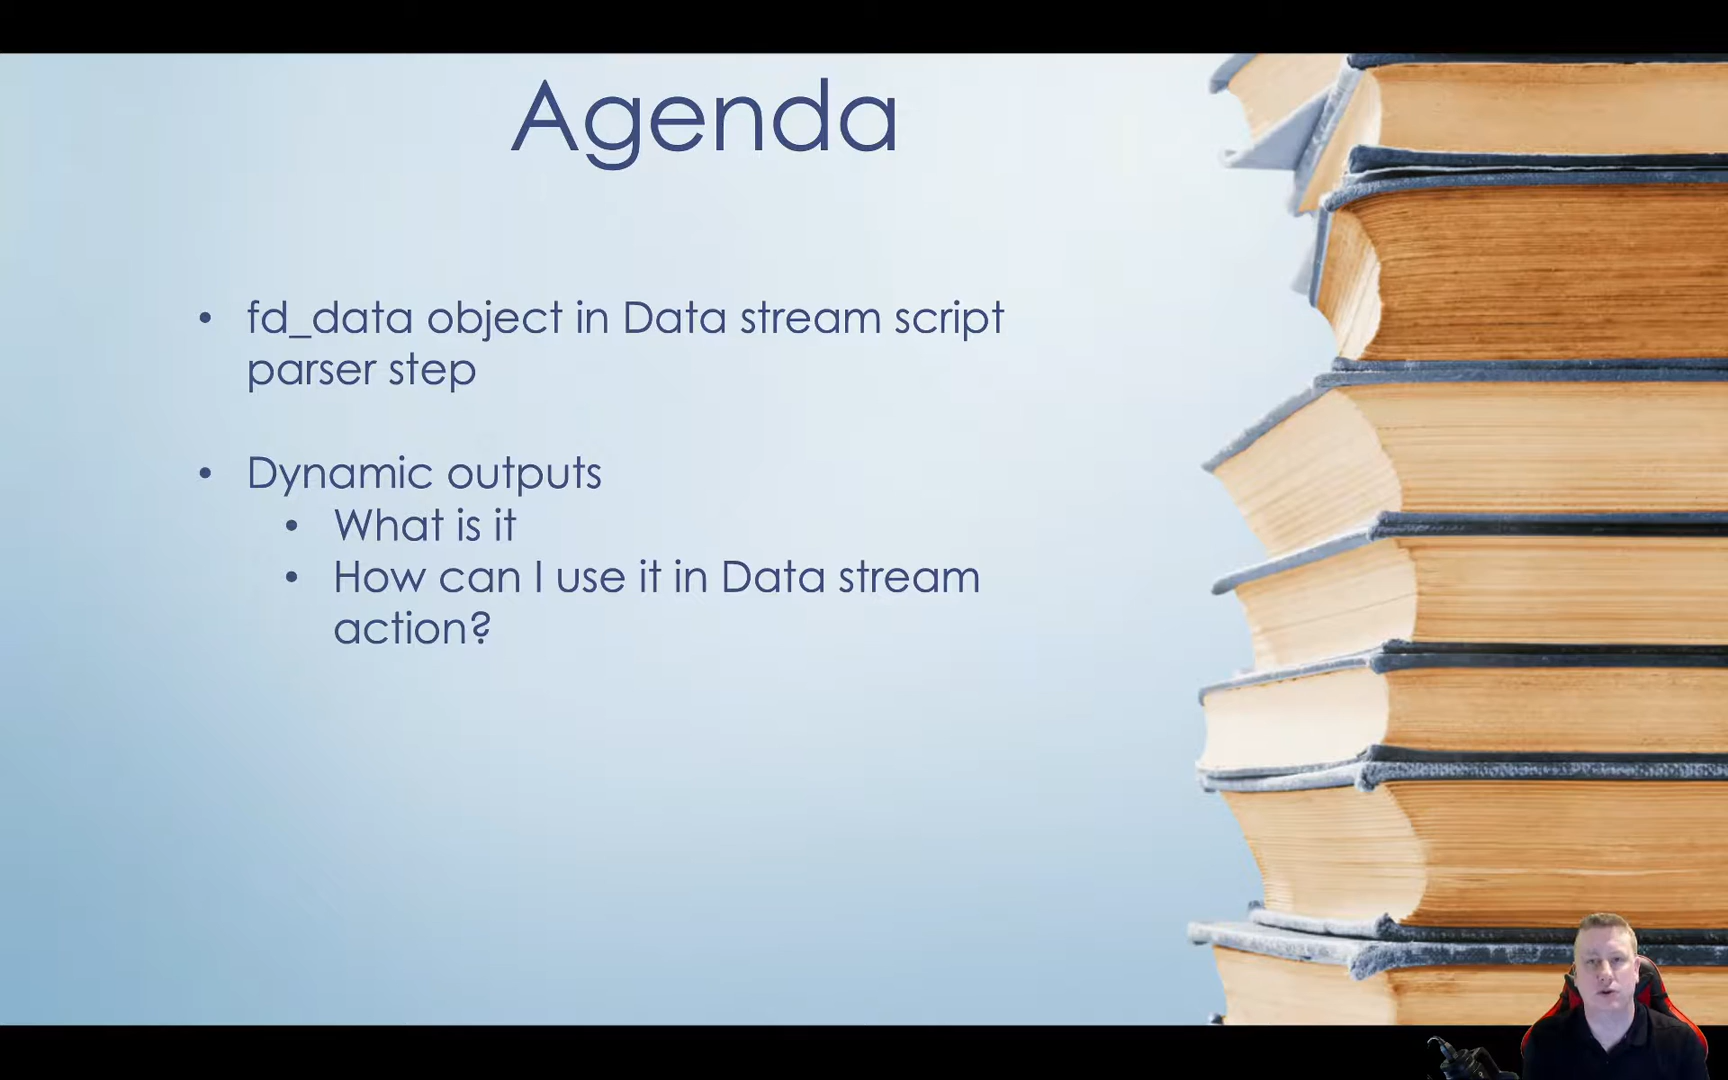 Agenda
• fd_data object in Data stream script
parser step
• Dynamic outputs
• What is it
• How can I use it in Data stream
action?